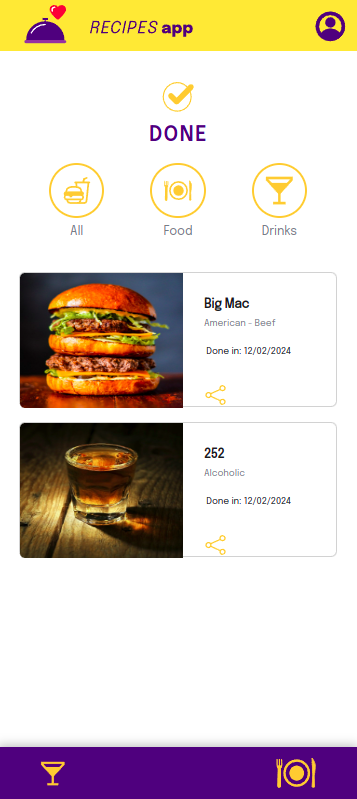 RECIPES app
DONE
All
Food
Drinks
Big Mac
American - Beef
Done in: 12/02/2024
252
Alcoholic
Done in: 12/02/2024